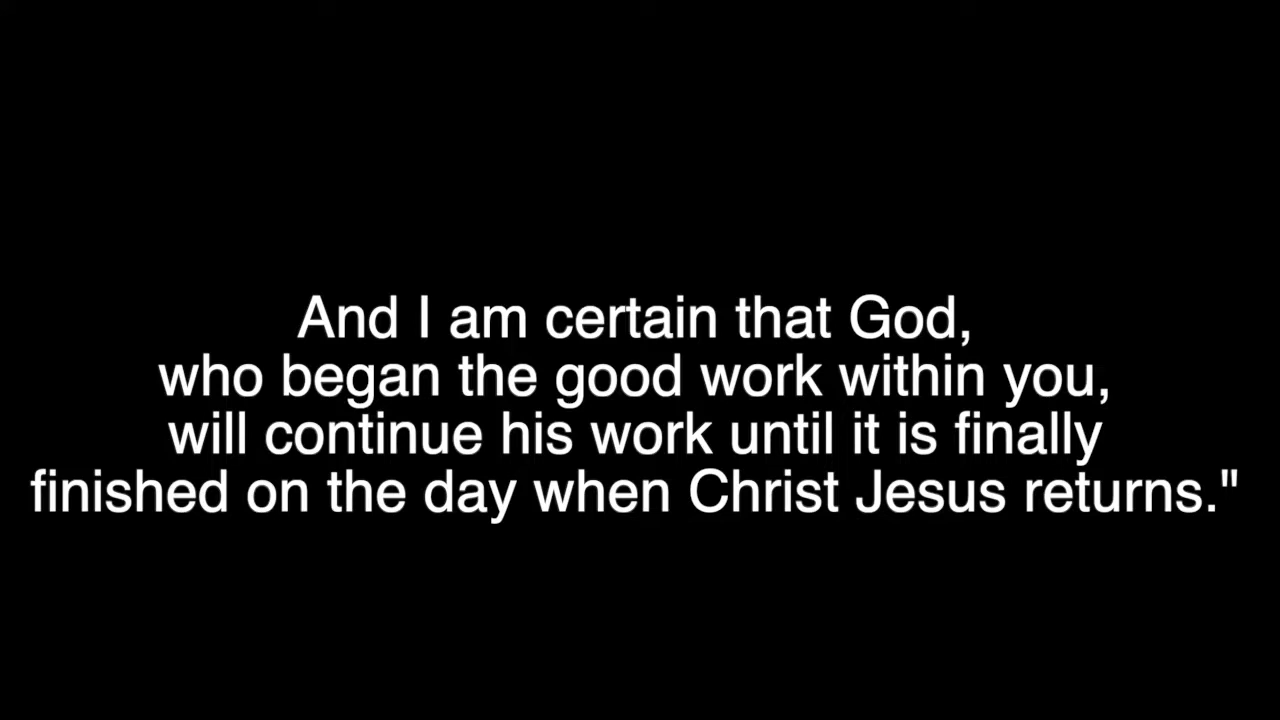 And I am certain that God,
who began the good work within you,
will continue his work until it is finally
finished on the day when Christ Jesus returns."